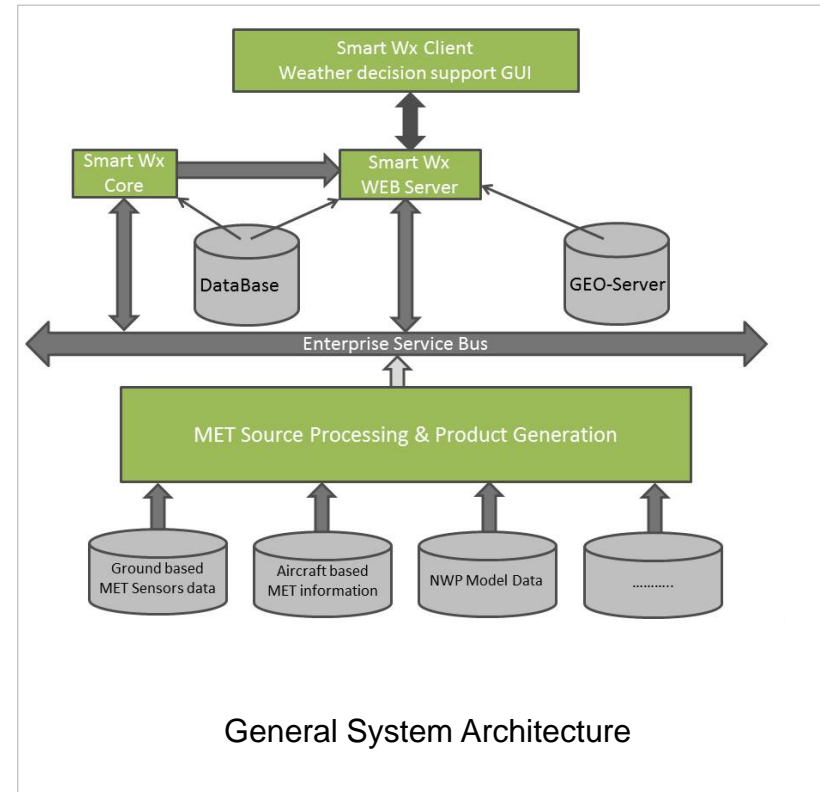 Smart Wx Client
Weather decision support GUI
Smart Wx
Core
Smart Wx
WEB Server
DataBase
GEO-Server
Enterprise Service Bus
MET Source Processing & Product Generation
Ground based
MET Sensors data
Aircraft based
MET information
NWP Model Data
………..
General System Architecture